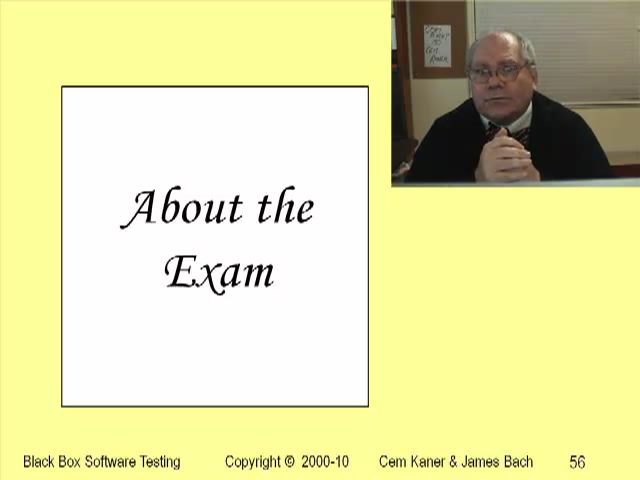 About the
Exam
Black Box Software Testing Copyright © 2000-10 Cem Kaner & James Bach 56